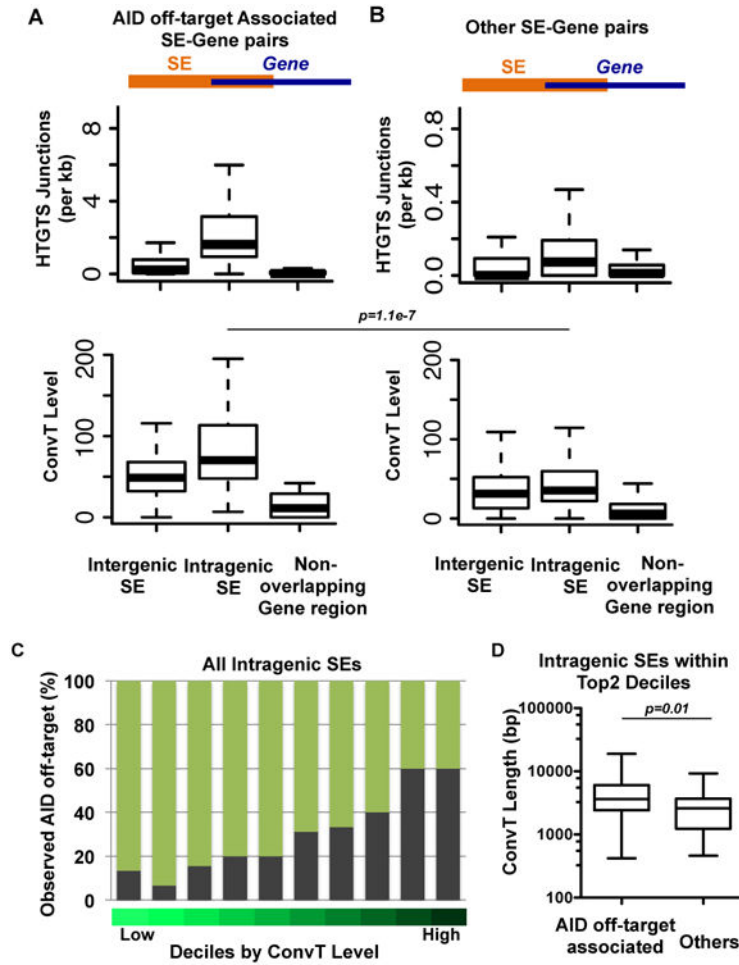 A
AID off-target Associated
SE-Gene pairs
SE
Gene
HTGTS Junctions
(per kb)
8
4
0
B
Other SE-Gene pairs
SE
Gene
HTGTS Junctions
(per kb)
0.8
0.4
0.0
p=1.1e-7
ConvT Level
200
100
0
Intergenic
SE
Intragenic
SE
Non-
overlapping
Gene region
ConvT Level
200
100
0
Intergenic
SE
Intragenic
SE
Non-
overlapping
Gene region
C
All Intragenic SEs
Observed AID off-target (%)
100
80
60
40
20
0
Low
High
Deciles by ConvT Level
D
Intragenic SEs within
Top2 Deciles
p=0.01
ConvT Length (bp)
100000
10000
1000
100
AID off-target
associated
Others